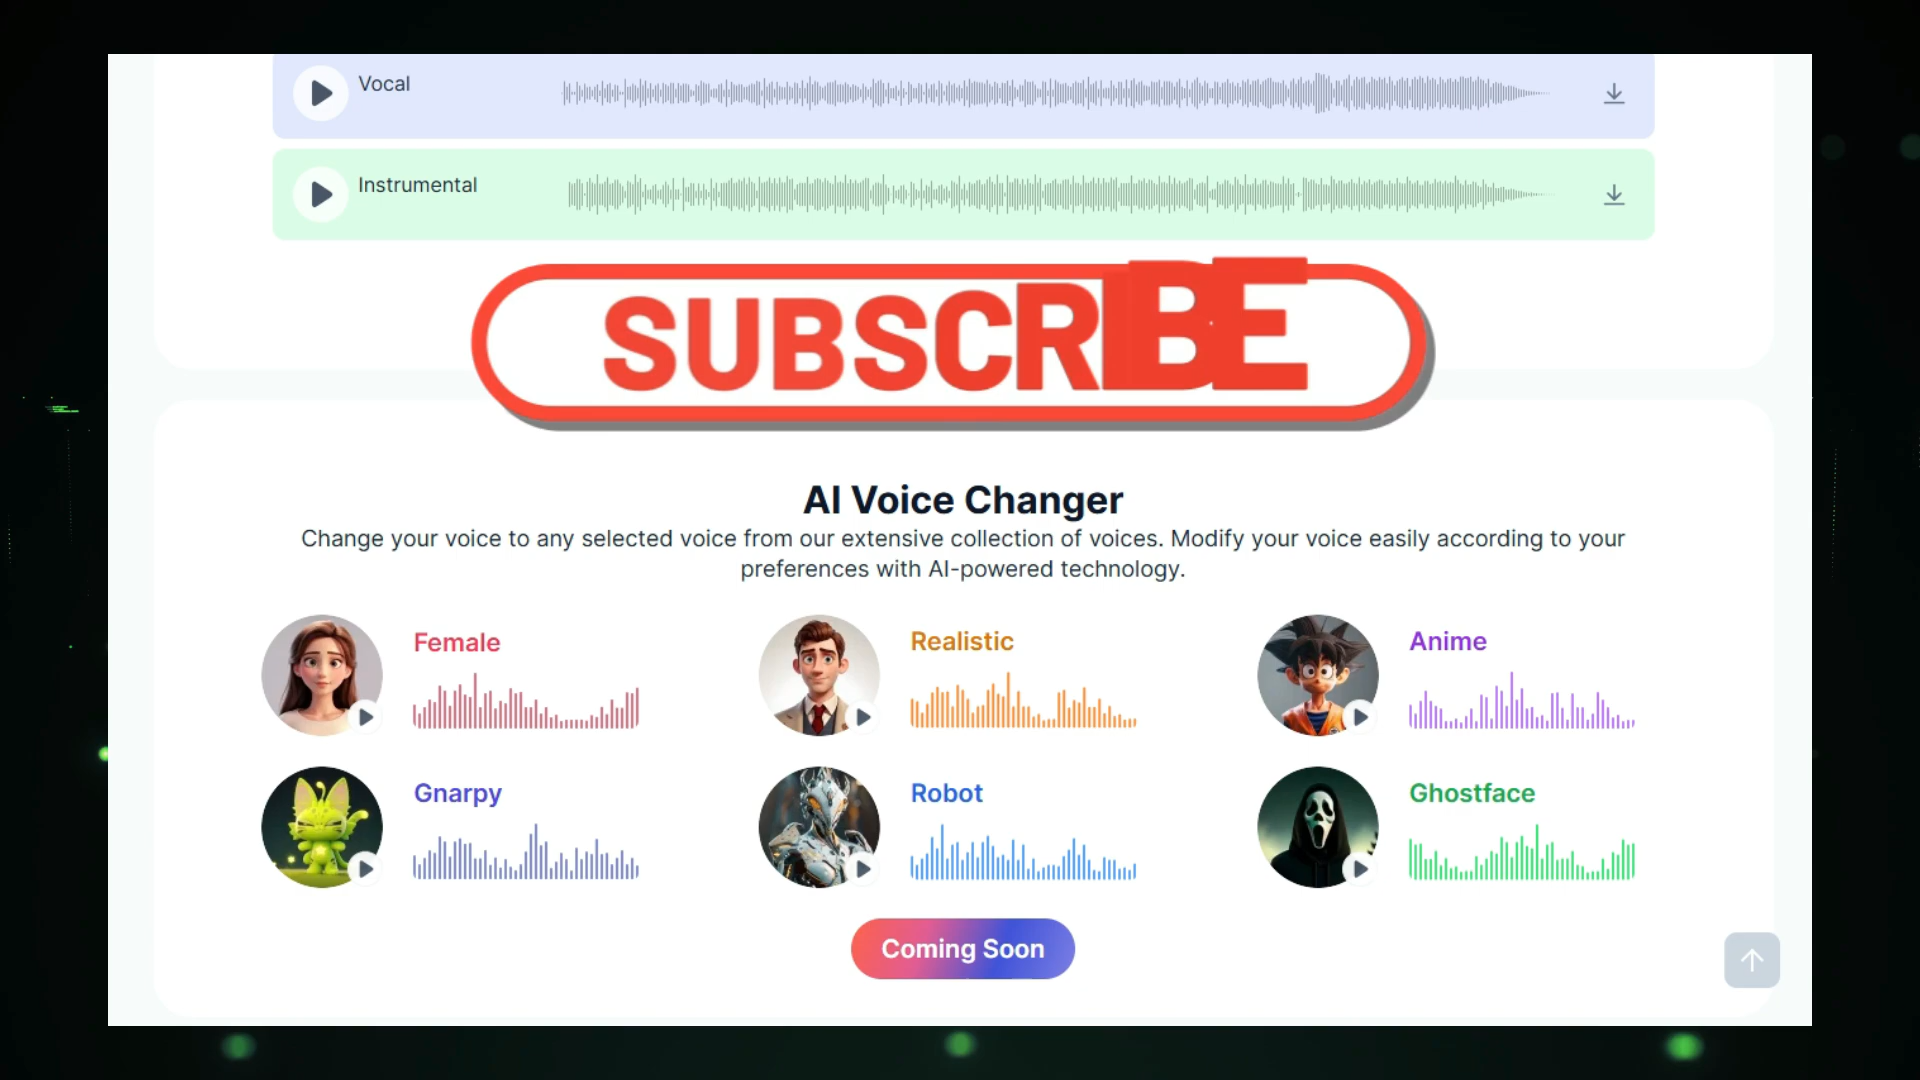 Vocal
Instrumental
SUBSCRIBE
AI Voice Changer
Change your voice to any selected voice from our extensive collection of voices. Modify your voice easily according to your
preferences with AI-powered technology.
Female
Realistic
Anime
Gnarpy
Robot
Ghostface
Coming Soon